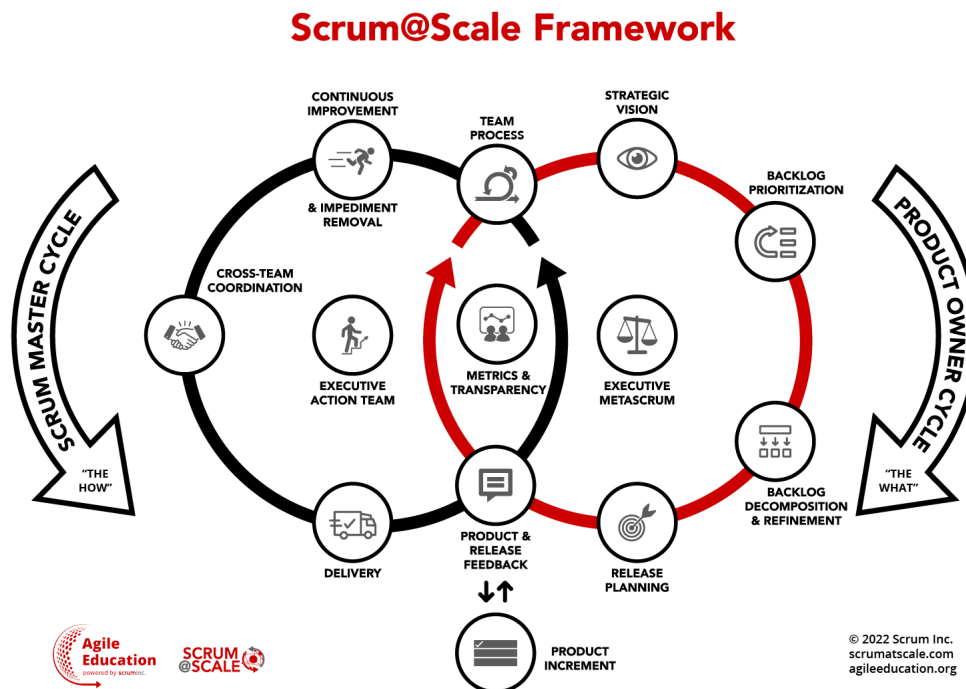 Scrum@Scale Framework
CONTINUOUS
IMPROVEMENT
& IMPEDIMENT
REMOVAL
TEAM
PROCESS
STRATEGIC
VISION
BACKLOG
PRIORITIZATION
SCRUM MASTER CYCLE
"THE
HOW"
CROSS-TEAM
COORDINATION
EXECUTIVE
ACTION TEAM
METRICS &
TRANSPARENCY
EXECUTIVE
METASCRUM
PRODUCT OWNER CYCLE
"THE
WHAT"
BACKLOG
DECOMPOSITION
& REFINEMENT
DELIVERY
PRODUCT &
RELEASE
FEEDBACK
RELEASE
PLANNING
PRODUCT
INCREMENT
Agile
Education
powered by scruminc.
SCRUM
@SCALE
© 2022 Scrum Inc.
scrumatscale.com
agileeducation.org